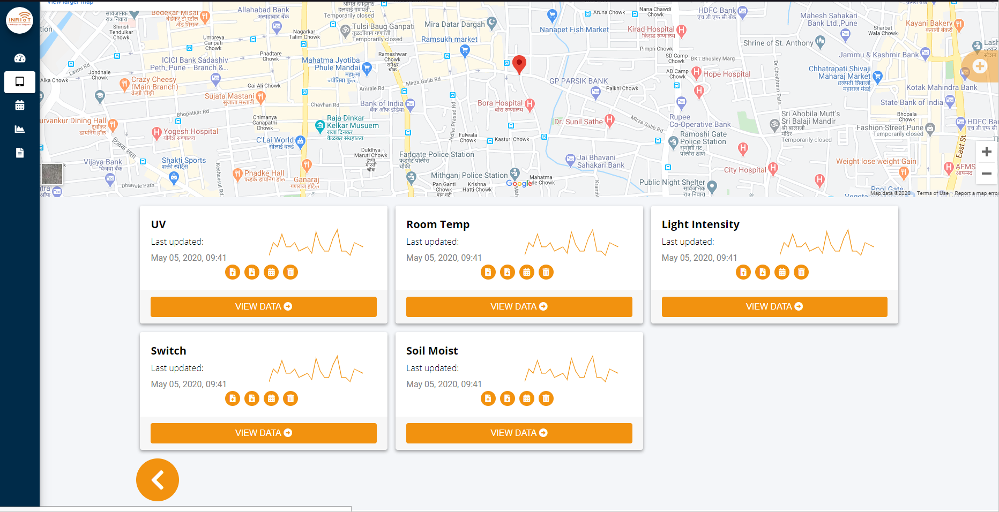 View larger map
INFIIOT
सार्वजनिक
रात्र निवारा
Bedekar Misal
बेडेकर टी स्टॉल
अँड मिसळ
Allahabad Bank
अलाहाबाद बँक
श्रीमंत दगडूशेठ
हलवाई गणपती...
Temporarily closed
Tulsi Baug Ganpati
तुळशीबाग गणपती
Temporarily closed
Mira Datar Dargah
Aruna Chowk
Nana Chawdi
Chowk
HDFC Bank
एच डी एफ सी बँक
Nanapet Fish Market
Kirad Hospital
किराड रुग्णालय
Mahesh Sahakari
Bank Ltd.,Pune
Sharbat
Wala Chowk
Kayani Bakery
कयानी बेकरी
Shirish
Tendulkar
Chowk
Umbreya
Ganpati
Chowk
Nagarkar
Talim Chowk
Ramsukh market
Shrine of St. Anthony
Pimpri Chowk
Phadtare
Chowk
Rameshwar
Chowk
रामेश्वर
चौक
SD Camp
Chowk
BKT Bhosley Marg
Jammu & Kashmir Bank
ICICI Bank Sadashiv
Peth, Pune - Branch &...
Mahatma Jyotiba
Phule Mandai
महात्मा
ज्योतिबा फुले...
Laxmi Rd
Jondhale
Chowk
Alka Chowk
Crazy Cheesy
(Main Branch)
क्रेझी चीझी
Gai Ali Chowk
Amrale Rd
Mirza Galib Rd
GP PARSIK BANK
Palkhi Chowk
AD Camp
Chowk
Hope Hospital
Dr Choithram Path
Chhatrapati Shivaji
Maharaj Market
छत्रपती शिवाजी
महाराज मंडई
Kotak Mahindra Bank
Sujata Mastani
सुजाता मस्तानी
Chavhan Rd
Bank of India
बँक ऑफ इंडिया
Jedhe Prasad Rd
Bora Hospital
बोरा रुग्णालय
State Bank of India
Bhopatkar Rd
Chimanya
Ganapathi
Chowk
Raja Dinkar
Kelkar Musuem
राजा दिनकर
केळकर संग्रहालय
Dr. Sunil Sathe
Mirza Galib Rd
Rupee
Co-Operative Bank
Sri Ahobila Mutt's
Sri Balaji Mandir
श्री बालाजी
मंदिर
Temporarily closed
Bhopala
Chowk
Fashion Street Pune
Temporarily closed
HDFC
एच डी एफ सी
urvankur Dining Hall
दुर्वांकुर
डायनिंग हॉल
Yogesh Hospital
योगेश रुग्णालय
टिळक रस्ता
C'Lai World
सीलाई वर्ल्ड
Fulwala
Chowk
Kasturi Chowk
Ramoshi Gate
Police Station
रामोशी गेट
पोलीस ठाणे
East St
Vijaya Bank
विजया बँक
Shakti Sports
शक्ती स्पोर्ट्स
Keshavsut Rd
Duldhya
Maruti Chowk
दुध्या
मारुती
चौक
Fadgate Police Station
फडगेट पोलीस
चौकी
Jai Bhavani
Sahakari Bank
Weight lose weight Gain
AFMS
Dhawale Path
Phadke Hall
फडके डायनिंग हॉल
Ganaraj
गणराज हॉटेल
Mithganj Police Station
Pan Ganti
Chowk
पान गंटी
Krishna
Hatti Chowk
Google
Mahatma
City Hospital
Public Night Shelter
सार्वजनिक
रात्र निवारा
Pool Gate
Map data ©2020 Terms of Use Report a map error
UV
Last updated:
May 05, 2020, 09:41
VIEW DATA
Room Temp
Last updated:
May 05, 2020, 09:41
VIEW DATA
Light Intensity
Last updated:
May 05, 2020, 09:41
VIEW DATA
Switch
Last updated:
May 05, 2020, 09:41
VIEW DATA
Soil Moist
Last updated:
May 05, 2020, 09:41
VIEW DATA